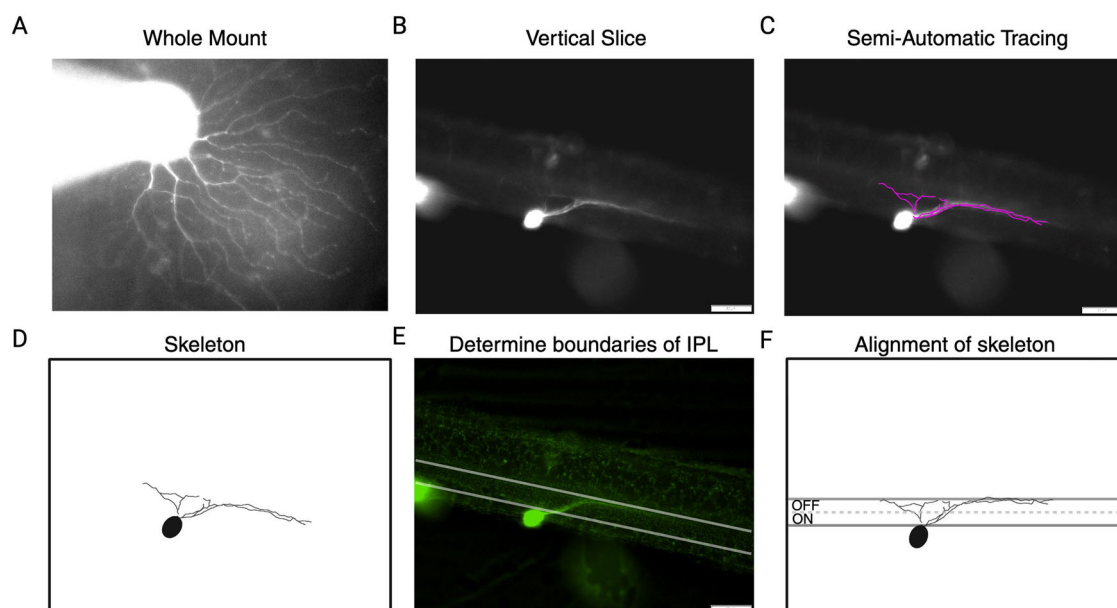 A
Whole Mount
B
Vertical Slice
C
Semi-Automatic Tracing
D
Skeleton
E
Determine boundaries of IPL
F
Alignment of skeleton
OFF
ON